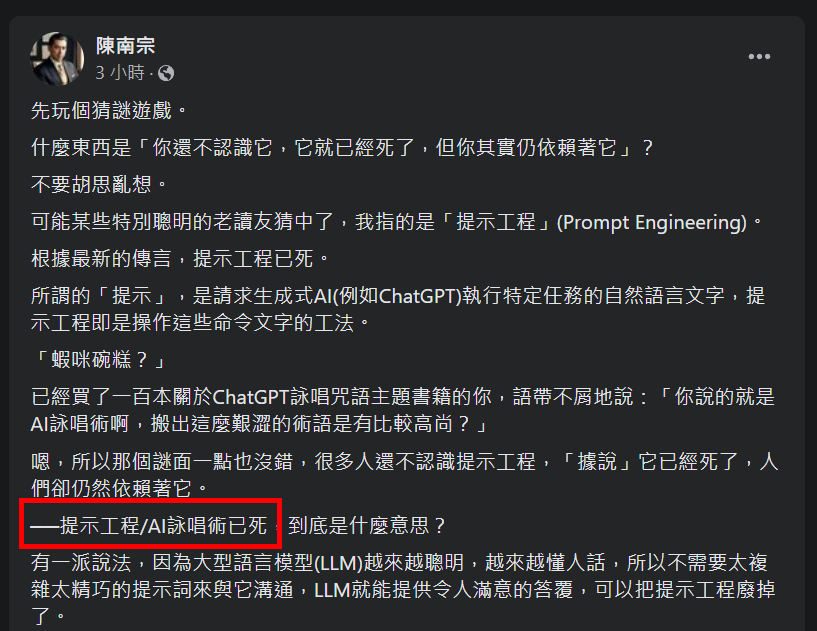 陳南宗
3 小時 ·
先玩個猜謎遊戲。
什麼東西是「你還不認識它，它就已經死了，但你其實仍依賴著它」？
不要胡思亂想。
可能某些特別聰明的老讀友猜中了，我指的是「提示工程」(Prompt Engineering)。
根據最新的傳言，提示工程已死。
所謂的「提示」，是請求生成式AI(例如ChatGPT)執行特定任務的自然語言文字，提
示工程即是操作這些命令文字的工法。
「蝦咪碗糕？」
已經買了一百本關於ChatGPT詠唱咒語主題書籍的你，語帶不屑地說：「你說的就是
AI詠唱術啊，搬出這麼艱澀的術語是有比較高尚？」
嗯，所以那個謎面一點也沒錯，很多人還不認識提示工程，「據說」它已經死了，人
們卻仍然依賴著它。
──提示工程/AI詠唱術已死，到底是什麼意思？
有一派說法，因為大型語言模型(LLM)越來越聰明，越來越懂人話，所以不需要太複
雜太精巧的提示詞來與它溝通，LLM就能提供令人滿意的答覆，可以把提示工程廢掉
了。